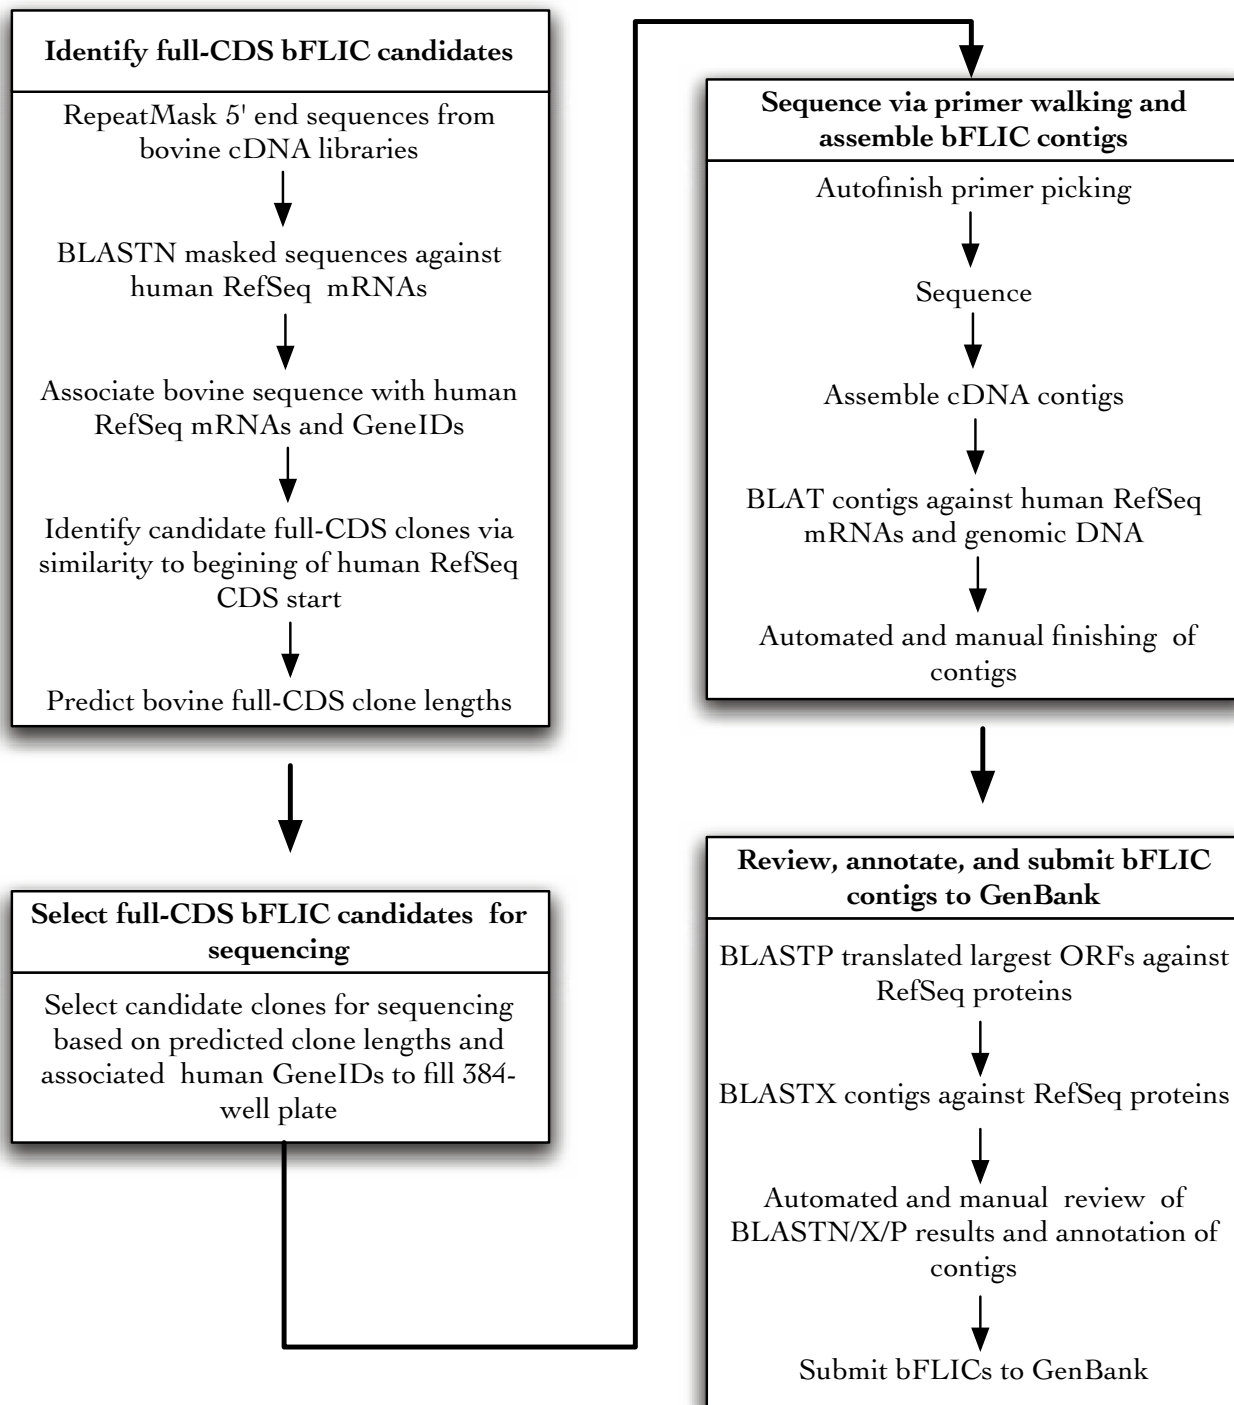 Identify full-CDS bFLIC candidates
RepeatMask 5' end sequences from
bovine cDNA libraries
BLASTN masked sequences against
human RefSeq mRNAs
Associate bovine sequence with human
RefSeq mRNAs and GeneIDs
Identify candidate full-CDS clones via
similarity to begining of human RefSeq
CDS start
Predict bovine full-CDS clone lengths
Select full-CDS bFLIC candidates for
sequencing
Select candidate clones for sequencing
based on predicted clone lengths and
associated human GeneIDs to fill 384-
well plate
Sequence via primer walking and
assemble bFLIC contigs
Autofinish primer picking
Sequence
Assemble cDNA contigs
BLAT contigs against human RefSeq
mRNAs and genomic DNA
Automated and manual finishing of
contigs
Review, annotate, and submit bFLIC
contigs to GenBank
BLASTP translated largest ORFs against
RefSeq proteins
BLASTX contigs against RefSeq proteins
Automated and manual review of
BLASTN/X/P results and annotation of
contigs
Submit bFLICs to GenBank